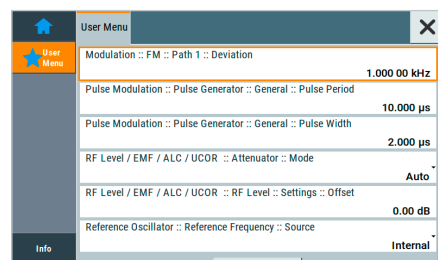 User Menu
User
Menu
Modulation :: FM :: Path 1 :: Deviation
1.000 00 kHz
Pulse Modulation :: Pulse Generator :: General :: Pulse Period
10.000 µs
Pulse Modulation :: Pulse Generator :: General :: Pulse Width
2.000 µs
RF Level / EMF / ALC / UCOR :: Attenuator :: Mode
Auto
RF Level / EMF / ALC / UCOR :: RF Level :: Settings :: Offset
0.00 dB
Reference Oscillator :: Reference Frequency :: Source
Internal
Info